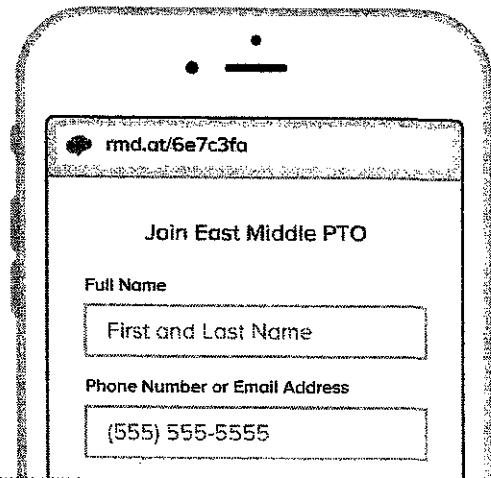 rmd.at/6e7c3fa
Join East Middle PTO
Full Name
First and Last Name
Phone Number or Email Address
(555) 555-5555